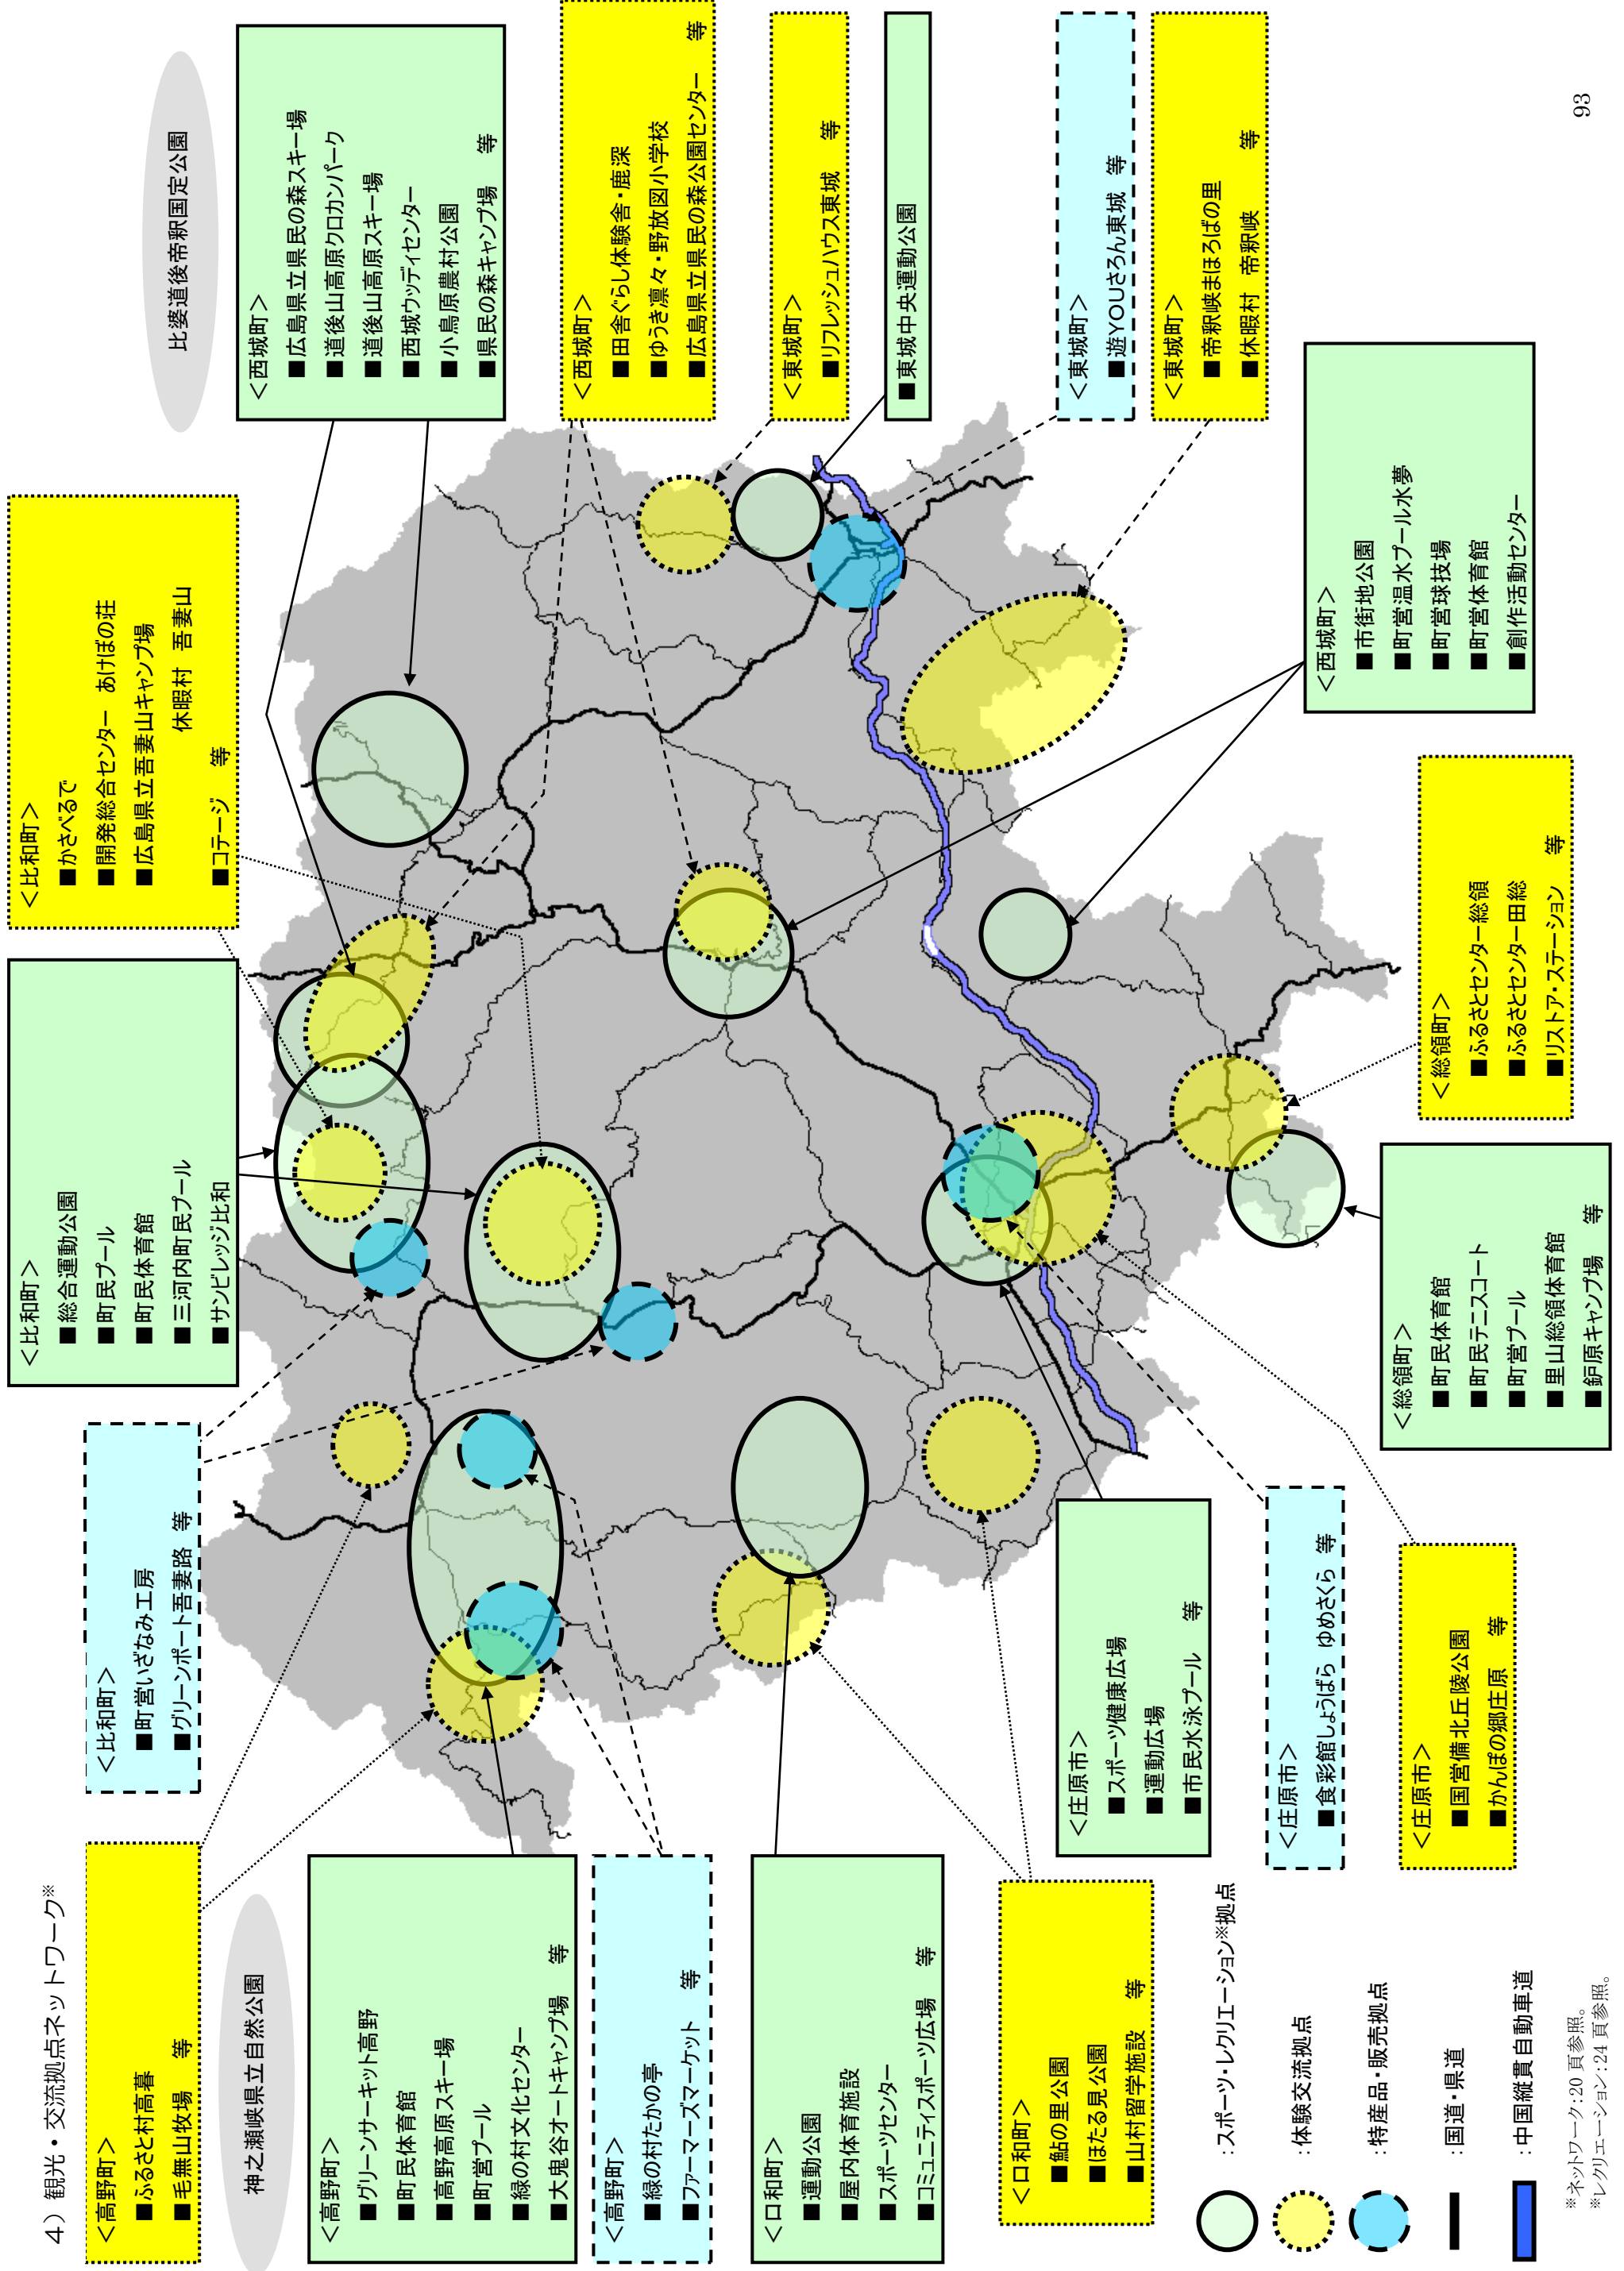 4）観光・交流拠点ネットワーク※
＜高野町＞
■ふるさと村高暮
■毛無山牧場　等
神之瀬峡県立自然公園
＜高野町＞
■グリーンサーキット高野
■町民体育館
■高野高原スキー場
■町営プール
■緑の村文化センター
■大鬼谷オートキャンプ場　等
＜高野町＞
■緑の村たかの亭
■ファーマーズマーケット　等
＜口和町＞
■運動公園
■屋内体育施設
■スポーツセンター
■コミュニティスポーツ広場　等
＜口和町＞
■鮎の里公園
■ほたる見公園
■山村留学施設　等
：スポーツ・レクリエーション※拠点
：体験交流拠点
：特産品・販売拠点
：国道・県道
：中国縦貫自動車道
※ネットワーク：20 頁参照。
※レクリエーション：24 頁参照。
＜比和町＞
■町営いざなみ工房
■グリーンポート吾妻路　等
＜比和町＞
■総合運動公園
■町民プール
■町民体育館
■三河内町民プール
■サンビレッジ比和
＜比和町＞
■かさべるで
■開発総合センター　あけぼの荘
■広島県立吾妻山キャンプ場
休暇村　吾妻山
■コテージ　等
＜庄原市＞
■スポーツ健康広場
■運動広場
■市民水泳プール　等
＜庄原市＞
■食彩館しょうばら　ゆめさくら　等
＜庄原市＞
■国営備北丘陵公園
■かんぽの郷庄原　等
＜総領町＞
■町民体育館
■町民テニスコート
■町営プール
■里山総領体育館
■鈩原キャンプ場　等
＜総領町＞
■ふるさとセンター総領
■ふるさとセンター田総
■リストア・ステーション　等
＜西城町＞
■市街地公園
■町営温水プール水夢
■町営球技場
■町営体育館
■創作活動センター
比婆道後帝釈国定公園
＜西城町＞
■広島県立県民の森スキー場
■道後山高原クロカンパーク
■道後山高原スキー場
■西城ウッディセンター
■小鳥原農村公園
■県民の森キャンプ場　等
＜西城町＞
■田舎ぐらし体験舎・鹿深
■ゆうき凛々・野放図小学校
■広島県立県民の森公園センター　等
＜東城町＞
■リフレッシュハウス東城　等
■東城中央運動公園
＜東城町＞
■遊YOUさろん東城　等
＜東城町＞
■帝釈峡まほろばの里
■休暇村　帝釈峡　等
93